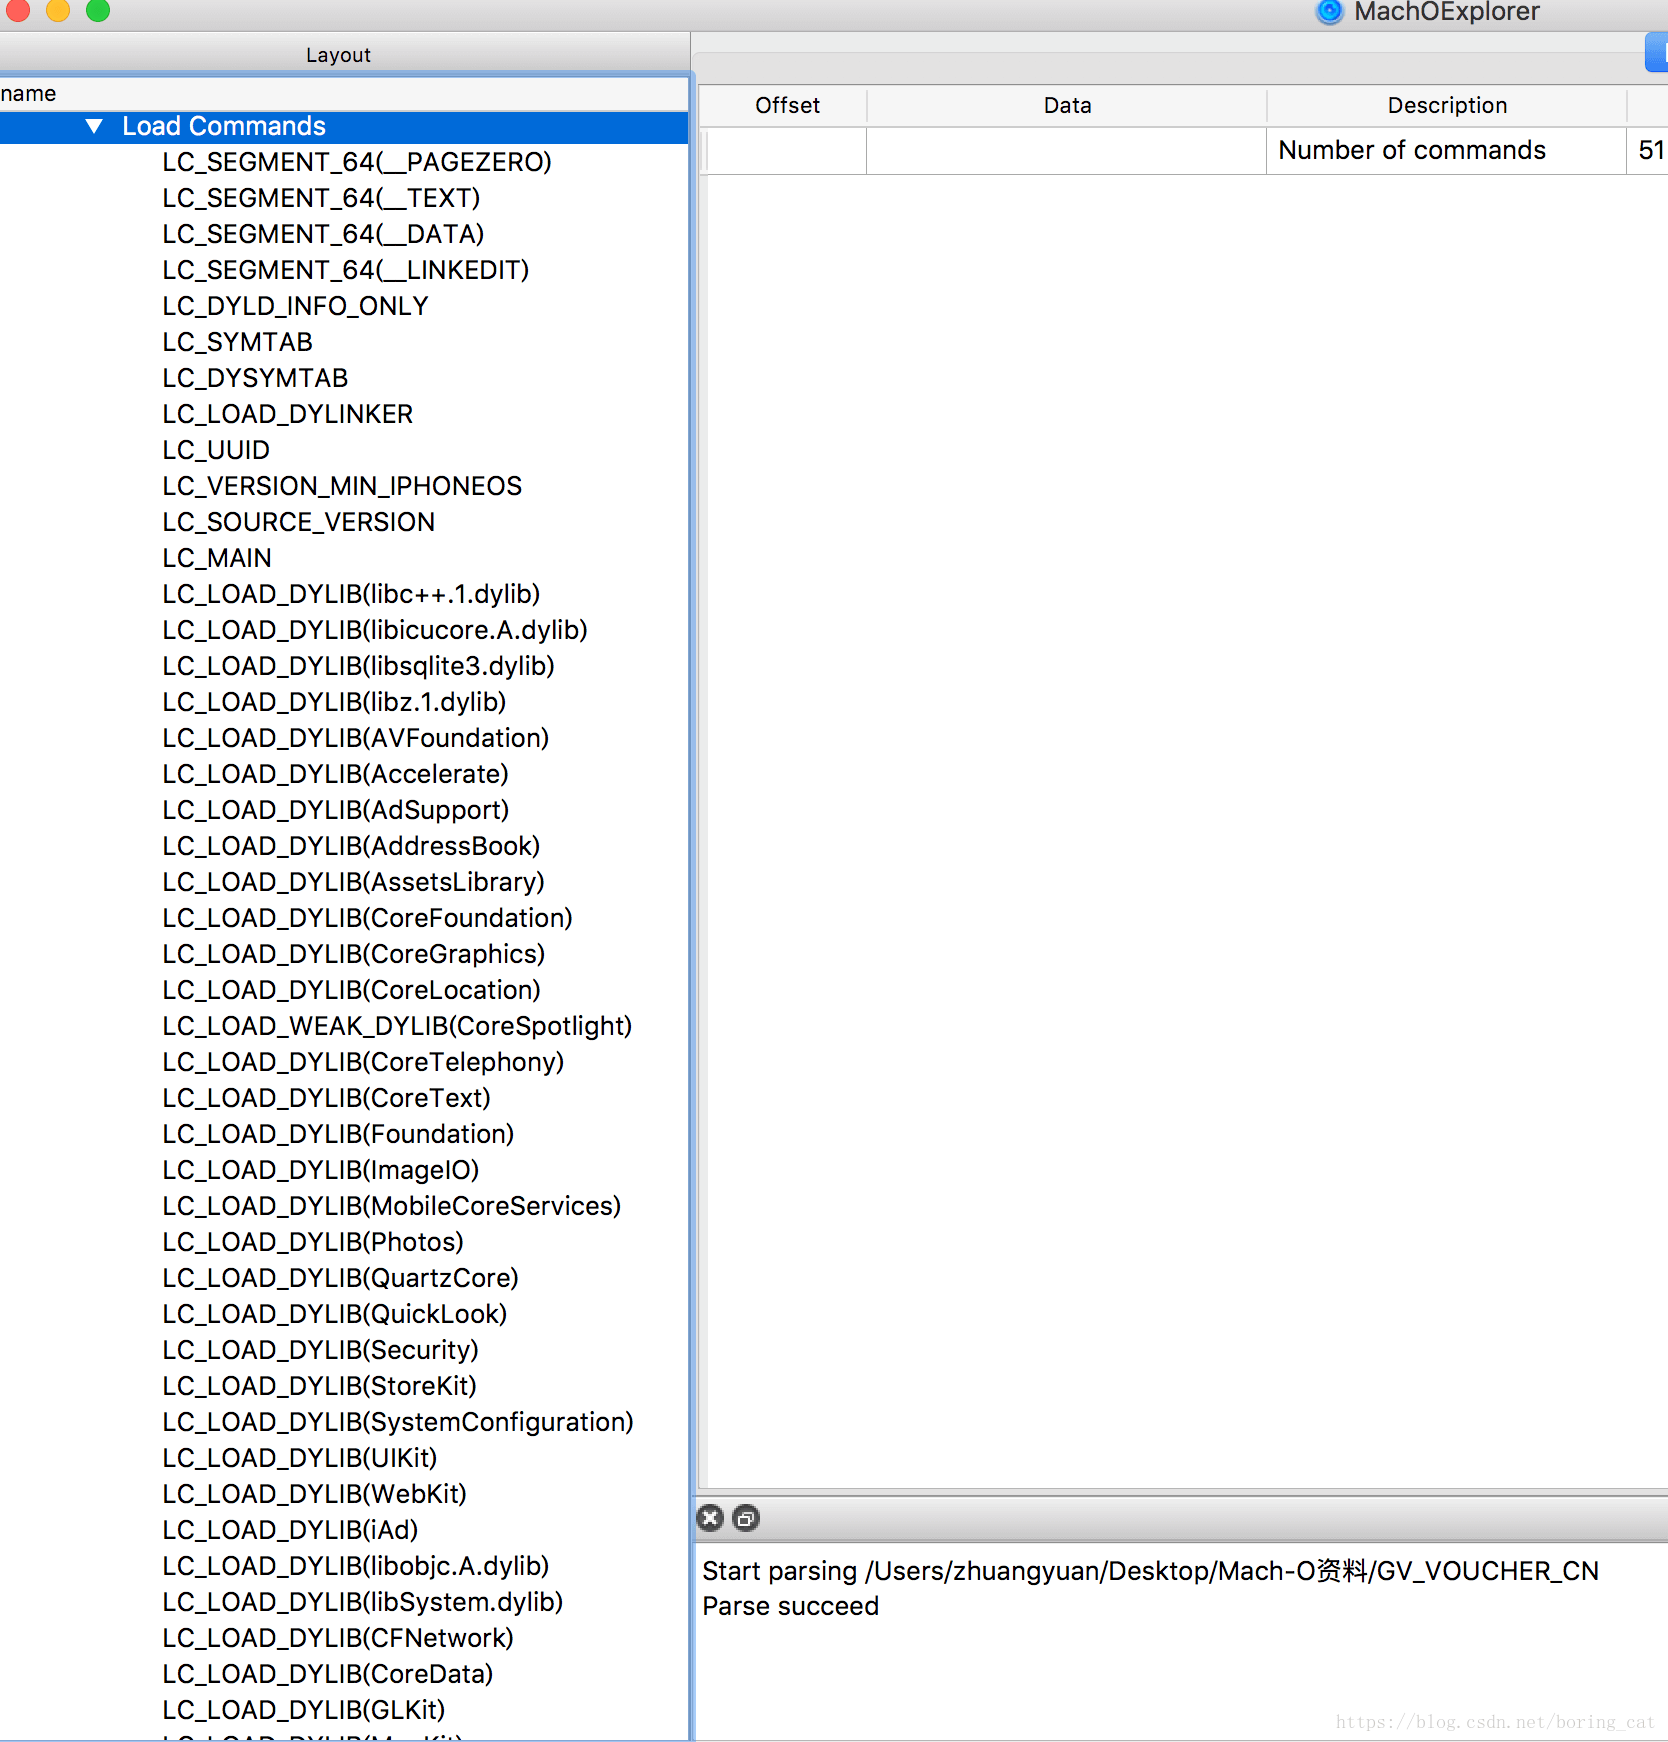 MachOExplorer
Layout
name
Load Commands
LC_SEGMENT_64(__PAGEZERO)
LC_SEGMENT_64(__TEXT)
LC_SEGMENT_64(__DATA)
LC_SEGMENT_64(__LINKEDIT)
LC_DYLD_INFO_ONLY
LC_SYMTAB
LC_DYSYMTAB
LC_LOAD_DYLINKER
LC_UUID
LC_VERSION_MIN_IPHONEOS
LC_SOURCE_VERSION
LC_MAIN
LC_LOAD_DYLIB(libc++.1.dylib)
LC_LOAD_DYLIB(libicucore.A.dylib)
LC_LOAD_DYLIB(libsqlite3.dylib)
LC_LOAD_DYLIB(libz.1.dylib)
LC_LOAD_DYLIB(AVFoundation)
LC_LOAD_DYLIB(Accelerate)
LC_LOAD_DYLIB(AdSupport)
LC_LOAD_DYLIB(AddressBook)
LC_LOAD_DYLIB(AssetsLibrary)
LC_LOAD_DYLIB(CoreFoundation)
LC_LOAD_DYLIB(CoreGraphics)
LC_LOAD_DYLIB(CoreLocation)
LC_LOAD_WEAK_DYLIB(CoreSpotlight)
LC_LOAD_DYLIB(CoreTelephony)
LC_LOAD_DYLIB(CoreText)
LC_LOAD_DYLIB(Foundation)
LC_LOAD_DYLIB(ImageIO)
LC_LOAD_DYLIB(MobileCoreServices)
LC_LOAD_DYLIB(Photos)
LC_LOAD_DYLIB(QuartzCore)
LC_LOAD_DYLIB(QuickLook)
LC_LOAD_DYLIB(Security)
LC_LOAD_DYLIB(StoreKit)
LC_LOAD_DYLIB(SystemConfiguration)
LC_LOAD_DYLIB(UIKit)
LC_LOAD_DYLIB(WebKit)
LC_LOAD_DYLIB(iAd)
LC_LOAD_DYLIB(libobjc.A.dylib)
LC_LOAD_DYLIB(libSystem.dylib)
LC_LOAD_DYLIB(CFNetwork)
LC_LOAD_DYLIB(CoreData)
LC_LOAD_DYLIB(GLKit)
Offset Data Description
Number of commands 51
Start parsing /Users/zhuangyuan/Desktop/Mach-O资料/GV_VOUCHER_CN
Parse succeed
https://blog.csdn.net/boring_cat